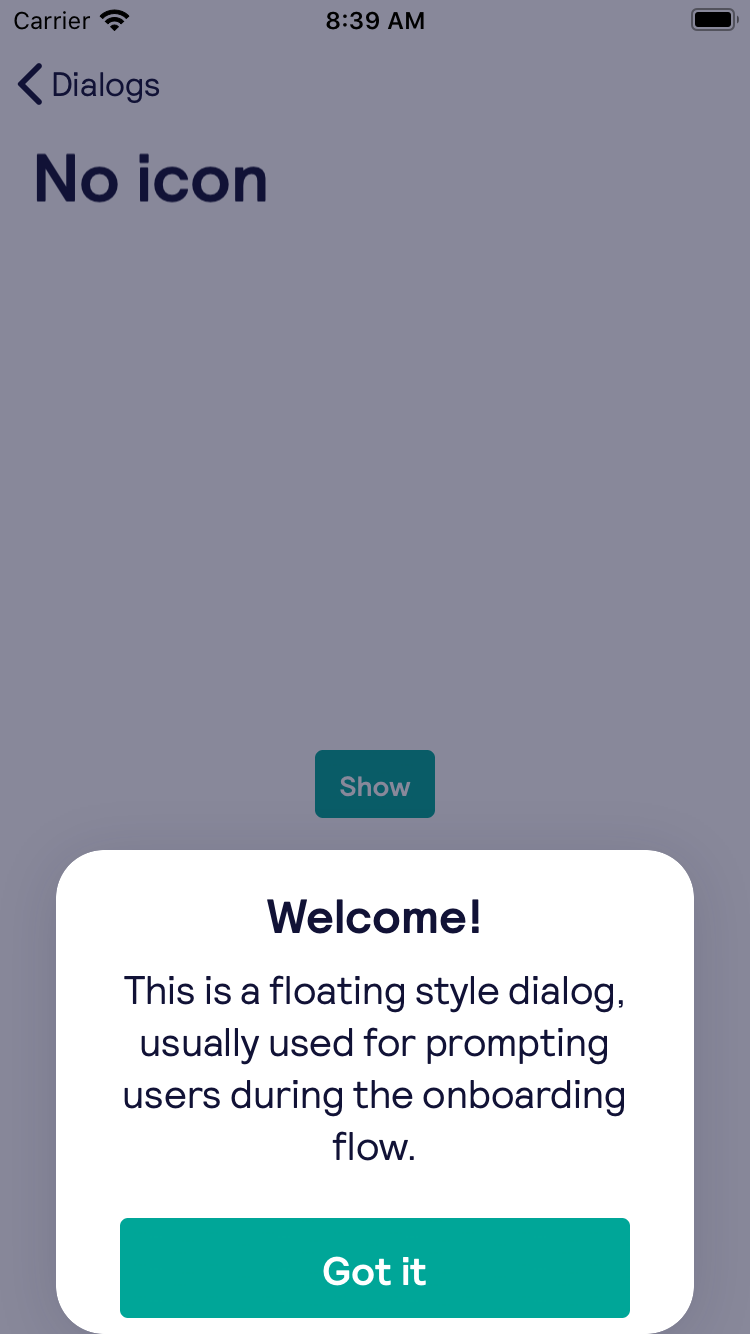 Carrier 8:39 AM
Dialogs
No icon
Show
Welcome!
This is a floating style dialog,
usually used for prompting
users during the onboarding
flow.
Got it